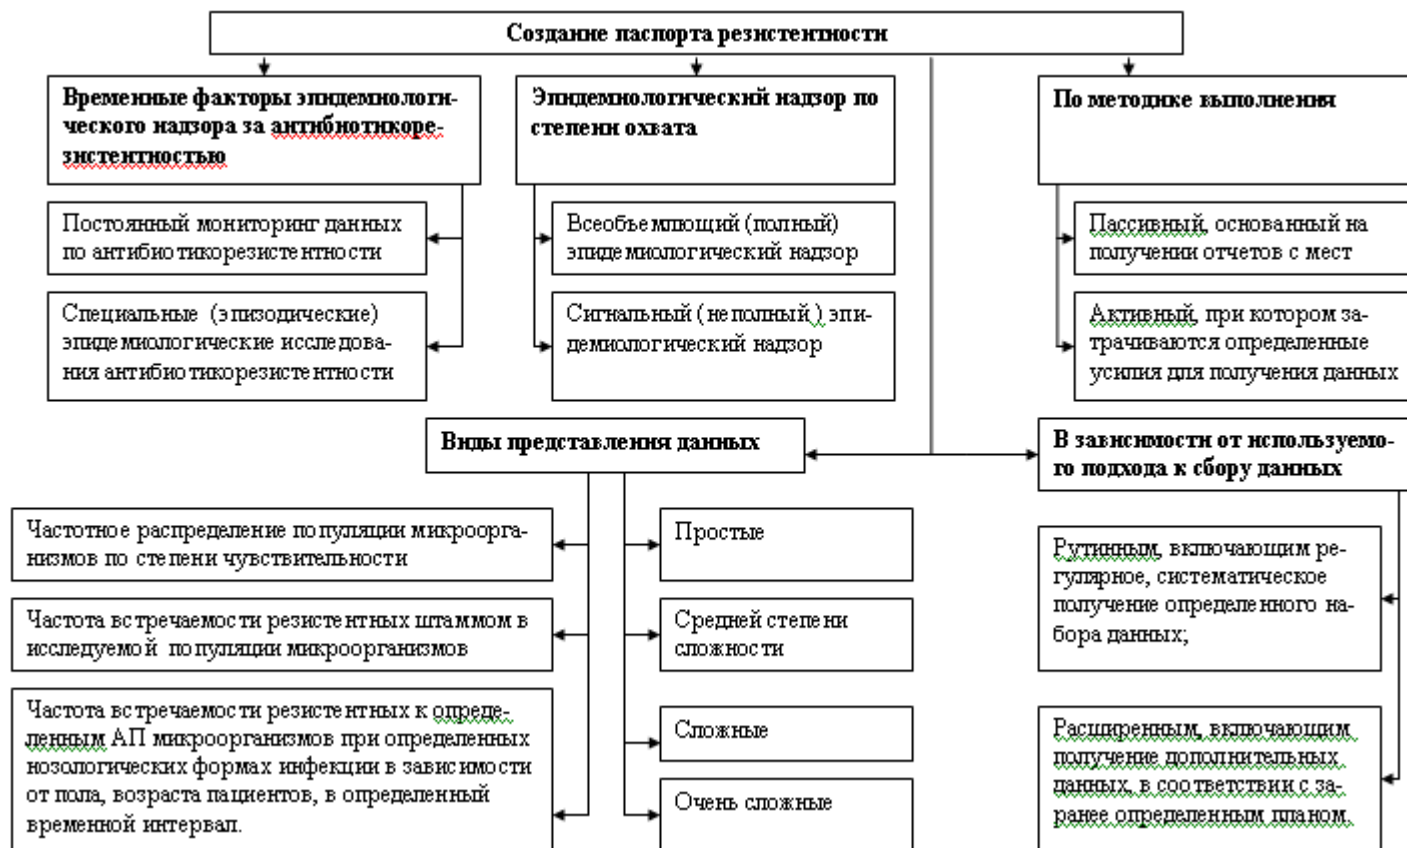 Создание паспорта резистентности
Временные факторы эпидемиологи-
ческого надзора за антибиотикоре-
зистентностью
Эпидемиологический надзор по
степени охвата
По методике выполнения
Постоянный мониторинг данных
по антибиотикорезистентности
Всеобъемлющий (полный)
эпидемиологический надзор
Пассивный, основанный на
получении отчетов с мест
Специальные (эпизодические)
эпидемиологические исследова-
ния антибиотикорезистентности
Сигнальный (неполный ) эпи-
демиологический надзор
Активный, при котором за-
трачиваются определенные
усилия для получения данных
Виды представления данных
В зависимости от используемо-
го подхода к сбору данных
Частотное распределение популяции микроорга-
низмов по степени чувствительности
Частота встречаемости резистентных штаммом в
исследуемой популяции микроорганизмов
Частота встречаемости резистентных к опреде-
ленным АП микроорганизмов при определенных
нозологических формах инфекции в зависимости
от пола, возраста пациентов, в определенный
временной интервал.
Простые
Средней степени
сложности
Сложные
Очень сложные
Рутинным, включающим ре-
гулярное, систематическое
получение определенного на-
бора данных;
Расширенным, включающим
получение дополнительных
данных, в соответствии с за-
ранее определенным планом.